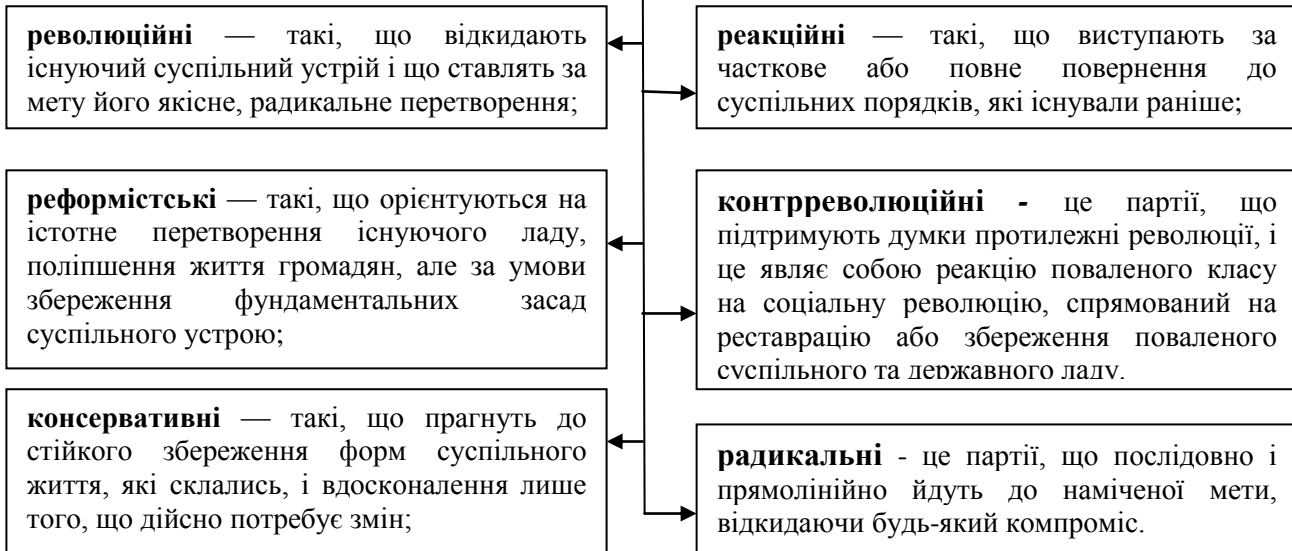 революційні — такі, що відкидають
існуючий суспільний устрій і що ставлять за
мету його якісне, радикальне перетворення;
реакційні — такі, що виступають за
часткове або повне повернення до
суспільних порядків, які існували раніше;
реформістські — такі, що орієнтуються на
істотне перетворення існуючого ладу,
поліпшення життя громадян, але за умови
збереження фундаментальних засад
суспільного устрою;
контрреволюційні - це партії, що
підтримують думки протилежні революції, і
це являє собою реакцію поваленого класу
на соціальну революцію, спрямований на
реставрацію або збереження поваленого
суспільного та державного ладу.
консервативні — такі, що прагнуть до
стійкого збереження форм суспільного
життя, які склались, і вдосконалення лише
того, що дійсно потребує змін;
радикальні - це партії, що послідовно і
прямолінійно йдуть до наміченої мети,
відкидаючи будь-який компроміс.